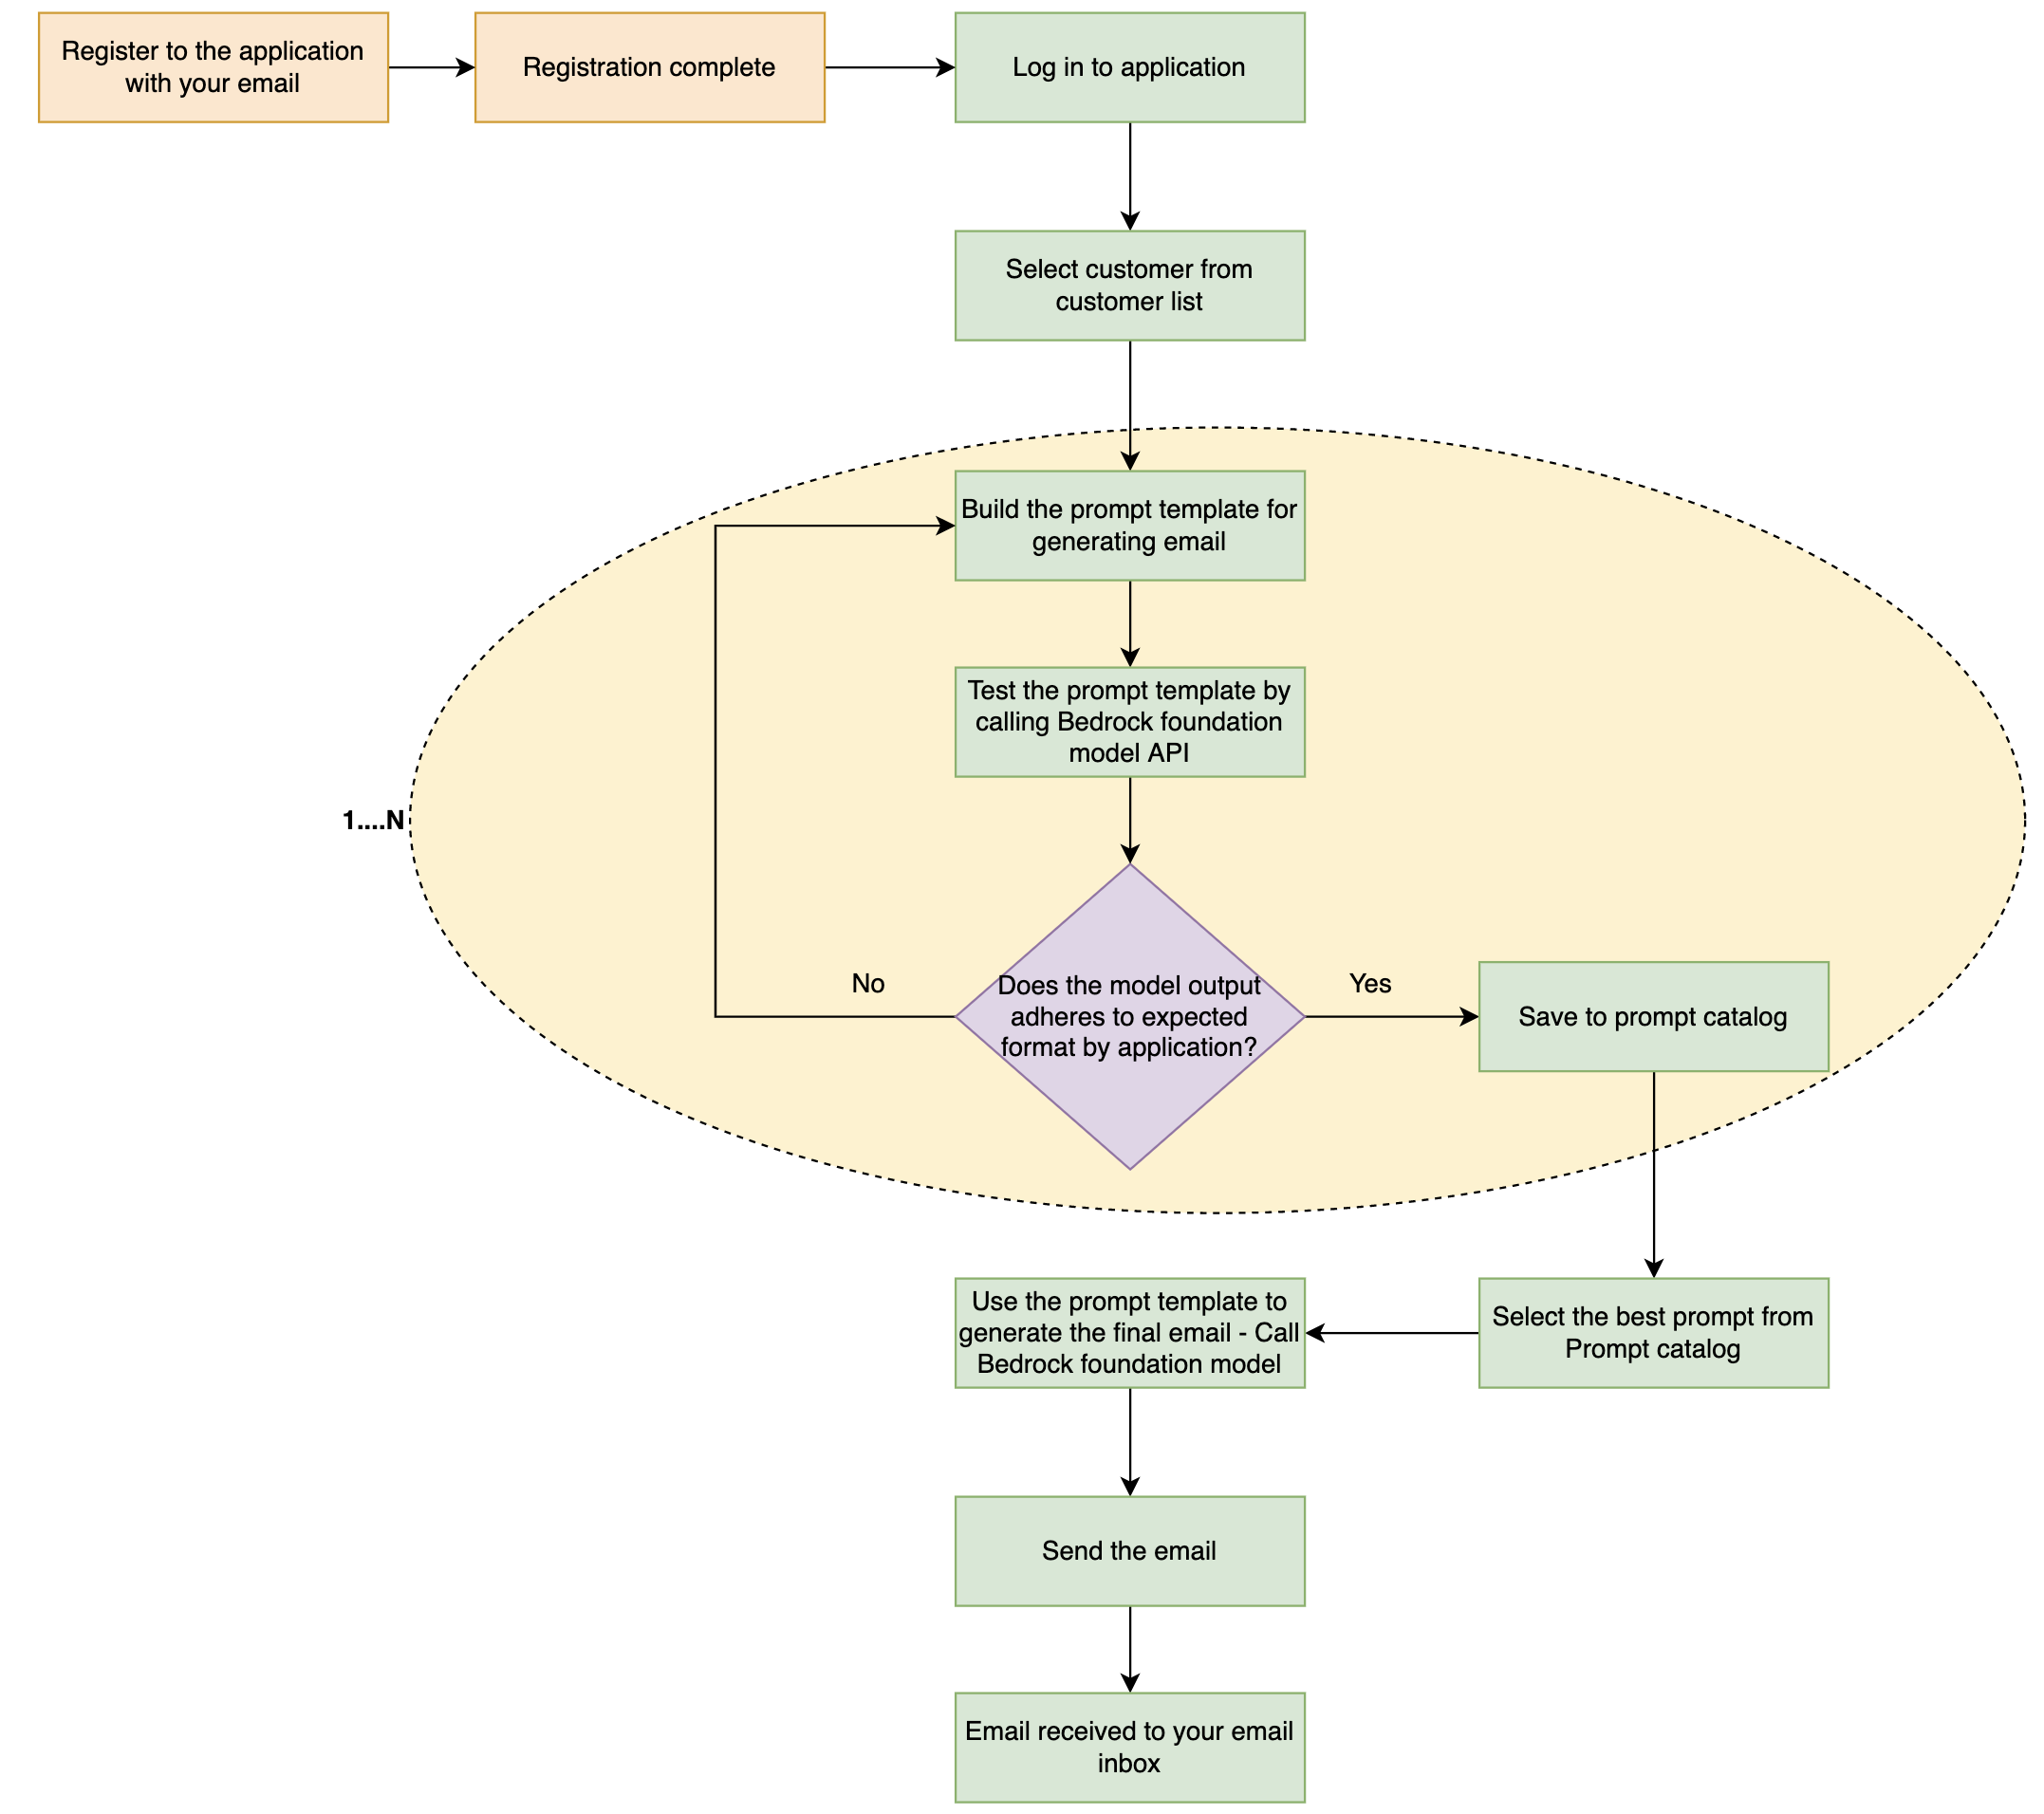 Register to the application
with your email
Registration complete
Log in to application
Select customer from
customer list
Build the prompt template for
generating email
Test the prompt template by
calling Bedrock foundation
model API
1....N
No
Does the model output
adheres to expected
format by application?
Yes
Save to prompt catalog
Select the best prompt from
Prompt catalog
Use the prompt template to
generate the final email - Call
Bedrock foundation model
Send the email
Email received to your email
inbox